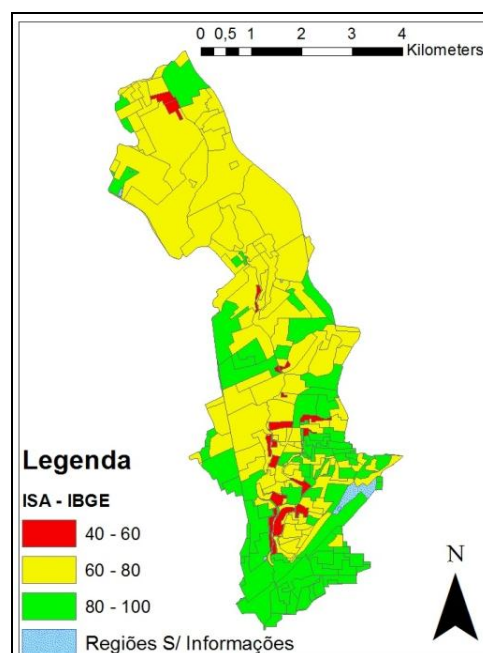 0 0,5 1 2 3 4
Kilometers
Legenda
ISA - IBGE
40 - 60
60 - 80
80 - 100
Regiões S/ Informações
N